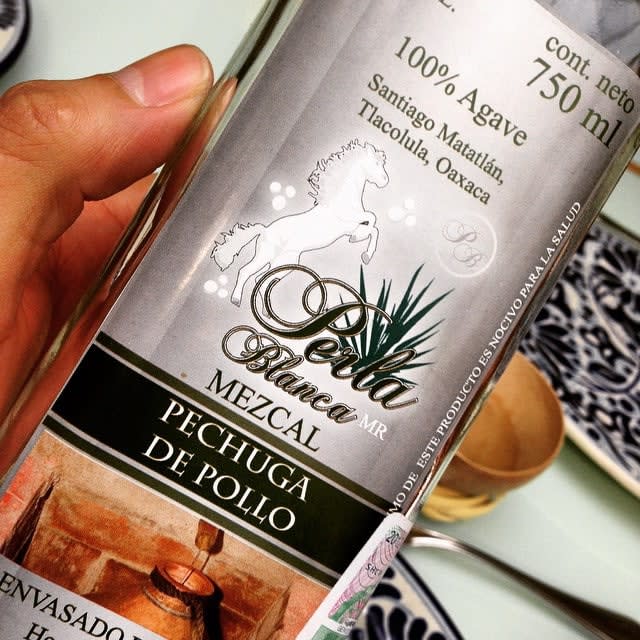 L.
cont. neto
750 ml
100% Agave
Santiago Matatlán,
Tlacolula, Oaxaca
Perla
Blanca MR
MEZCAL
PECHUGA
DE POLLO
MO DE ESTE PRODUCTO ES NOCIVO PARA LA SALUD
ENVASADO